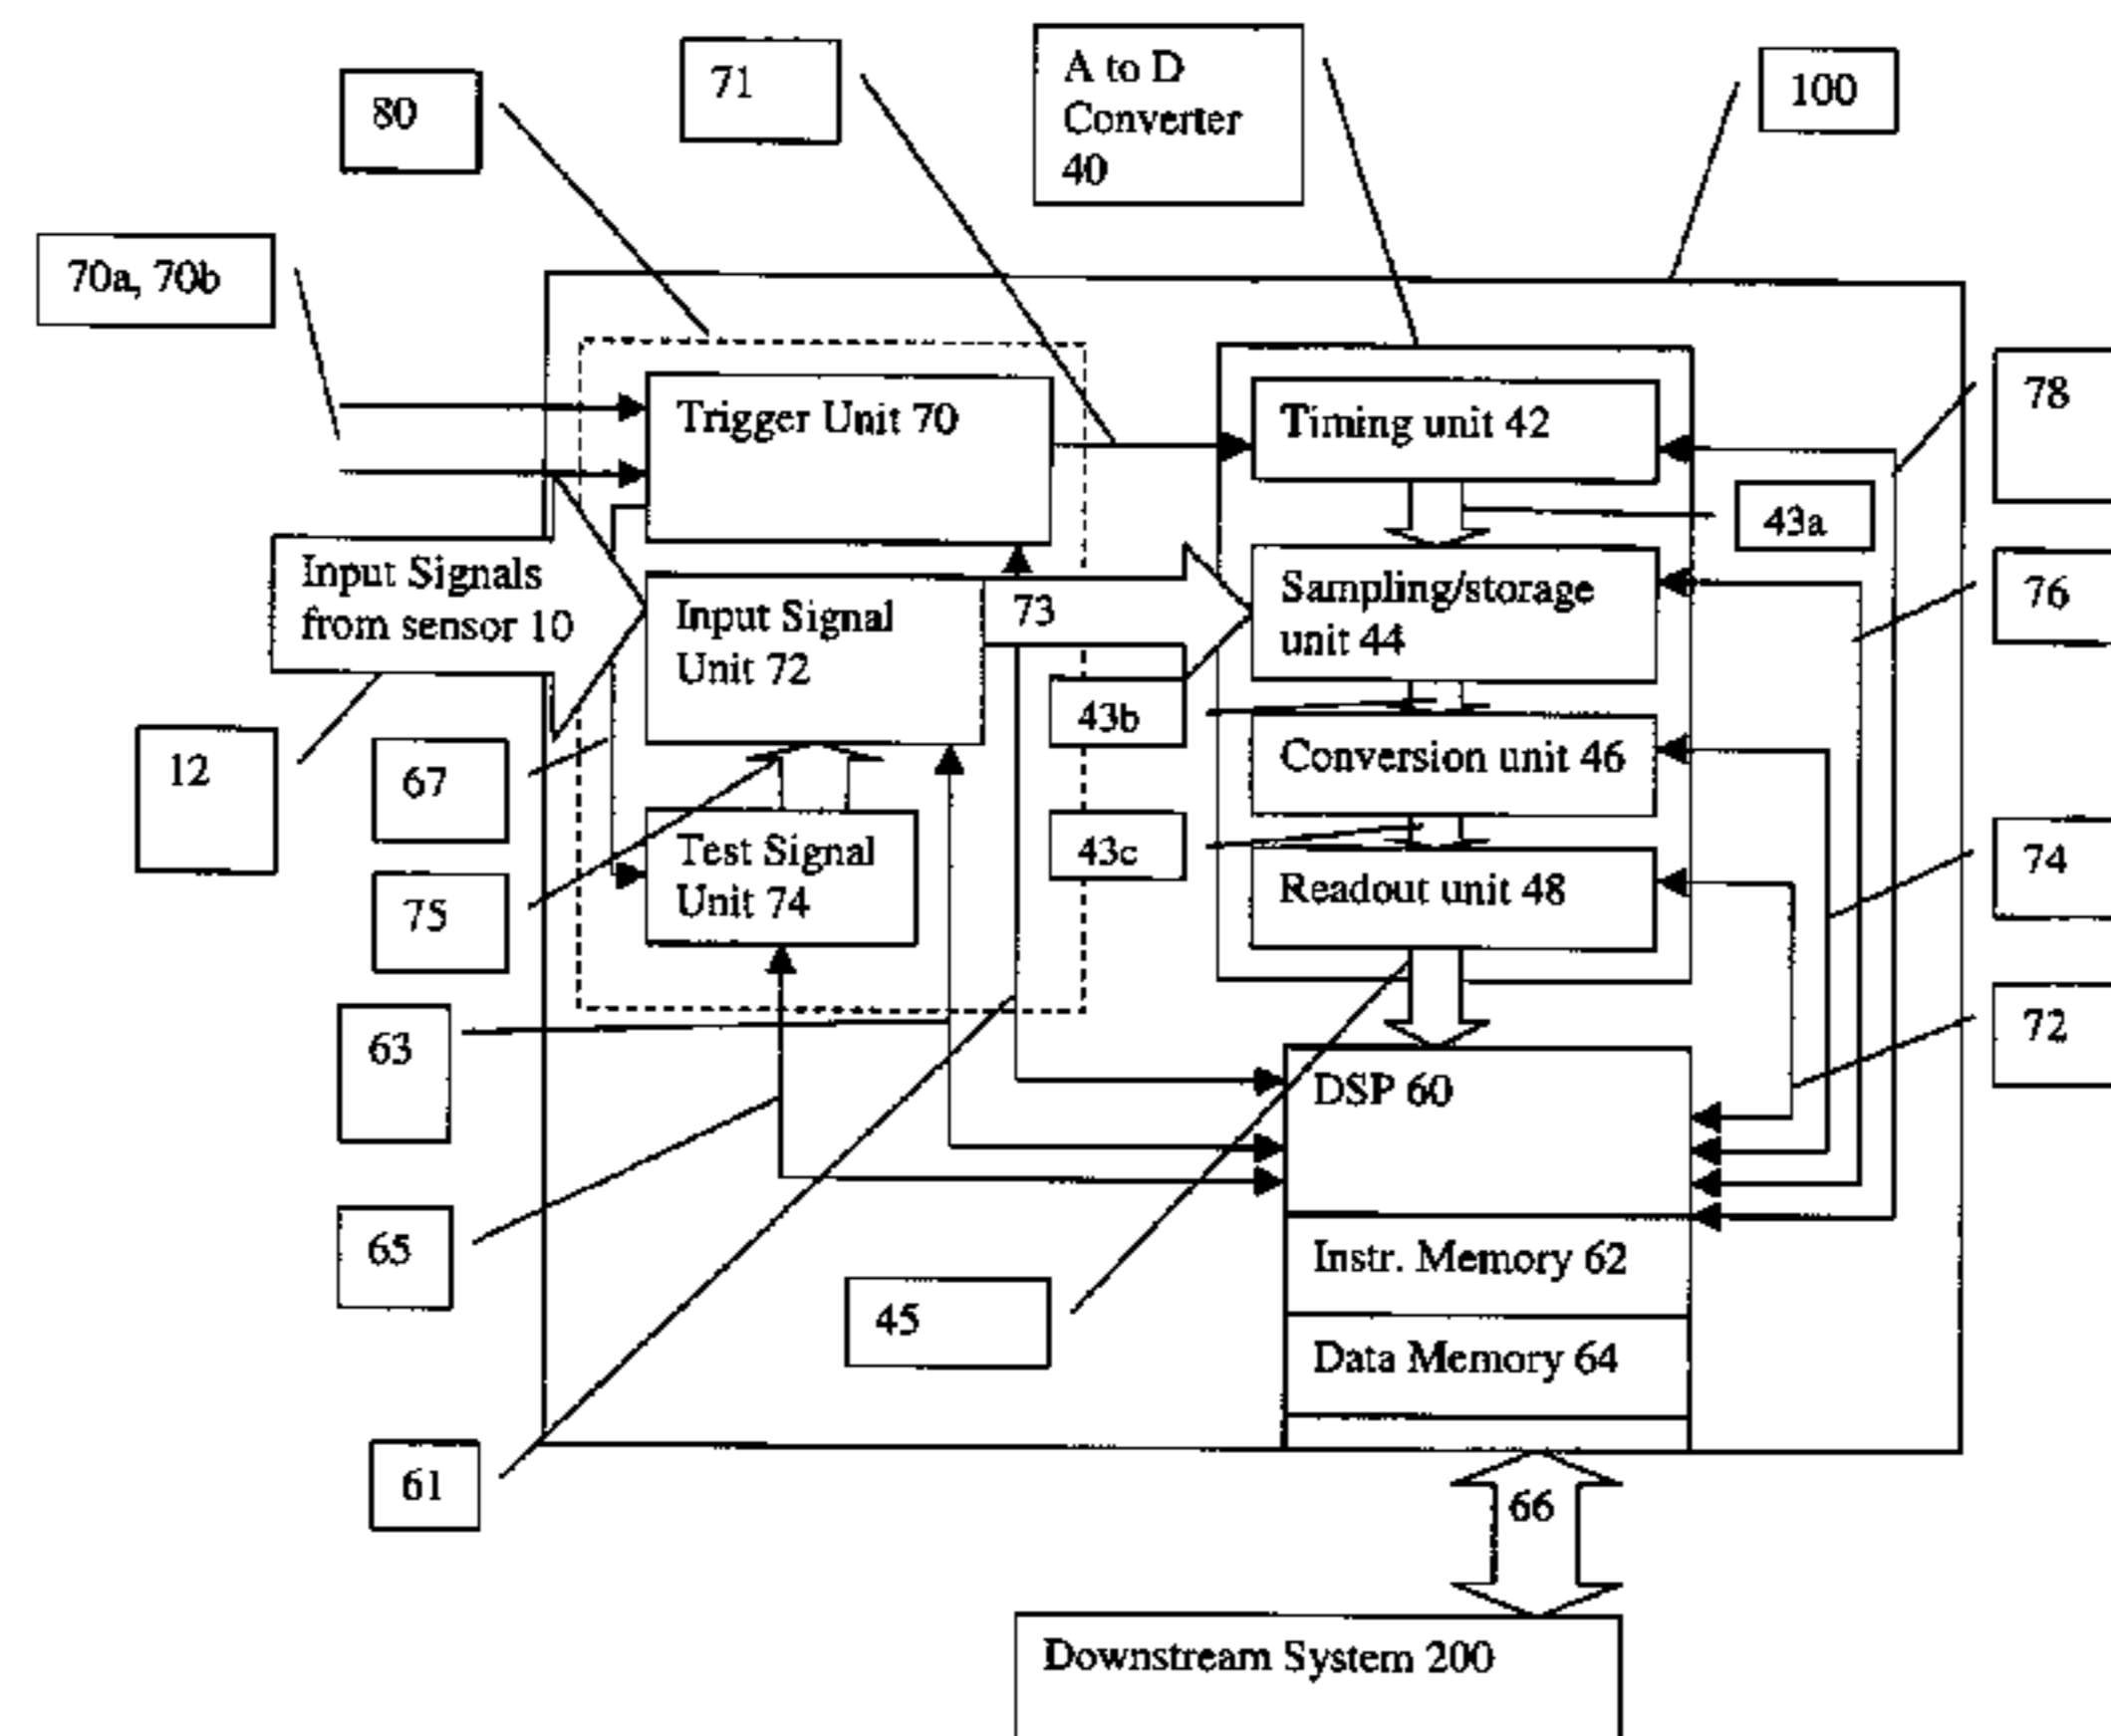 80
71
A to D
Converter
40
100
70a, 70b
Trigger Unit 70
Timing unit 42
78
43a
Input Signals
from sensor 10
Input Signal
Unit 72
73
Sampling/storage
unit 44
76
12
67
43b
Conversion unit 46
75
Test Signal
Unit 74
43c
Readout unit 48
74
63
DSP 60
72
65
45
Instr. Memory 62
Data Memory 64
61
66
Downstream System 200